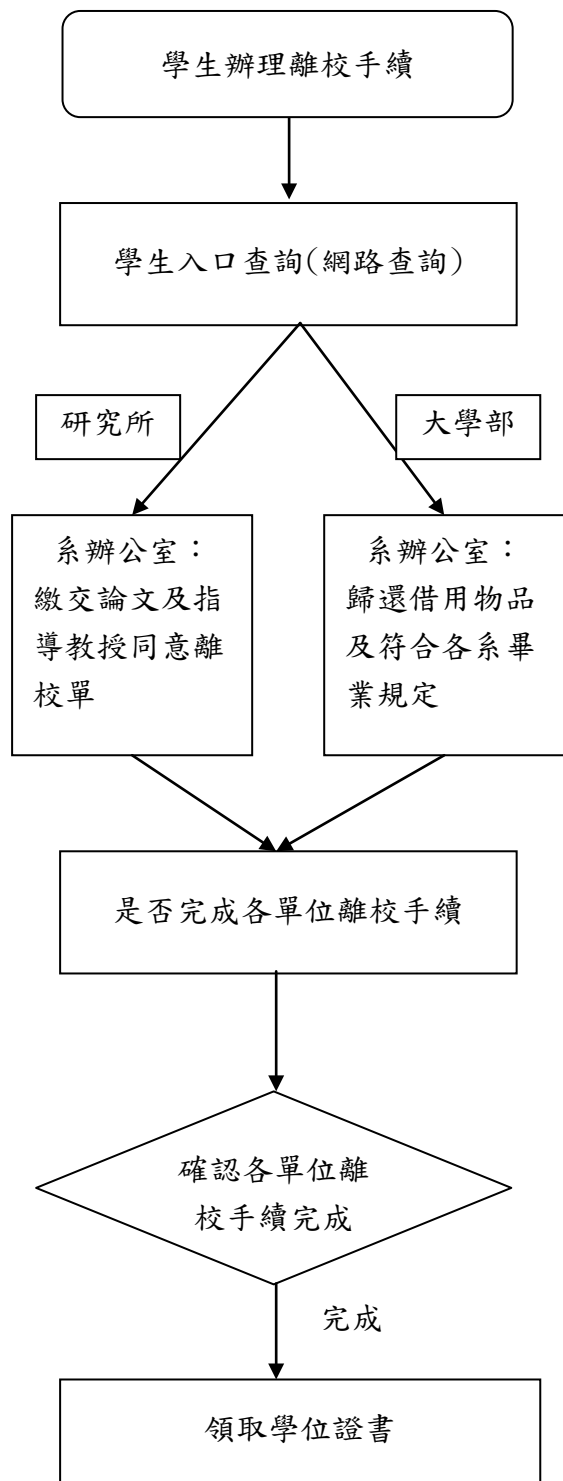 學生辦理離校手續
學生入口查詢(網路查詢)
研究所
大學部
系辦公室：
繳交論文及指
導教授同意離
校單
系辦公室：
歸還借用物品
及符合各系畢
業規定
是否完成各單位離校手續
確認各單位離
校手續完成
完成
領取學位證書